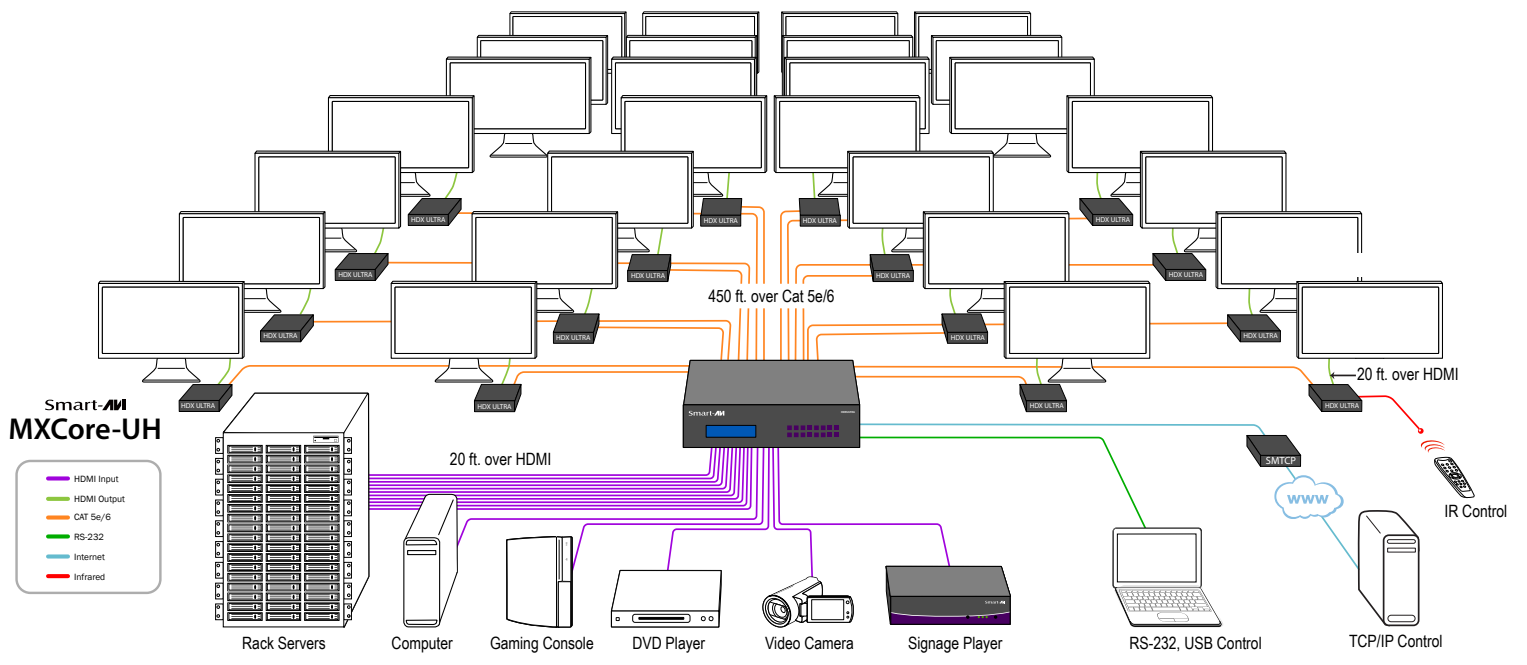 HDX ULTRA
HDX ULTRA
HDX ULTRA
HDX ULTRA
HDX ULTRA
HDX ULTRA
HDX ULTRA
HDX ULTRA
450 ft. over Cat 5e/6
HDX ULTRA
HDX ULTRA
HDX ULTRA
HDX ULTRA
20 ft. over HDMI
HDX ULTRA
HDX ULTRA
HDX ULTRA
HDX ULTRA
Smart-AVI
MXCore-UH
Smart-AVI
20 ft. over HDMI
SMTCP
www
IR Control
HDMI Input
HDMI Output
CAT 5e/6
RS-232
Internet
Infrared
Smart-AVI
Rack Servers
Computer
Gaming Console
DVD Player
Video Camera
Signage Player
RS-232, USB Control
TCP/IP Control